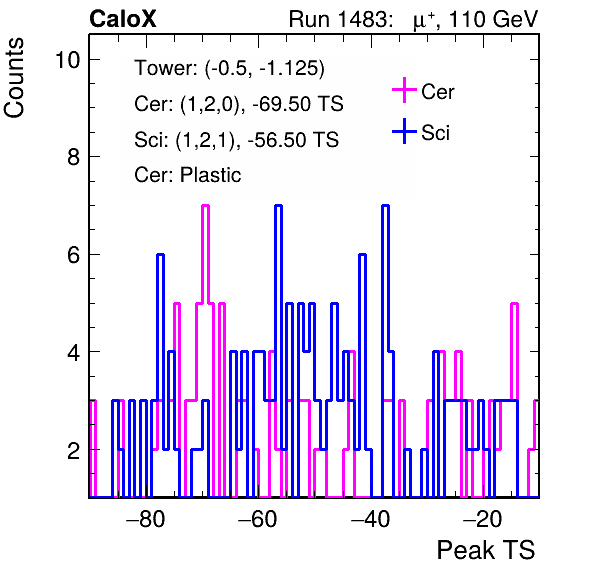 CaloX Run 1483: μ⁺, 110 GeV
Counts
Tower: (-0.5, -1.125)
Cer: (1,2,0), -69.50 TS
Sci: (1,2,1), -56.50 TS
Cer: Plastic
Cer
Sci
10
8
6
4
2
−80 −60 −40 −20
Peak TS